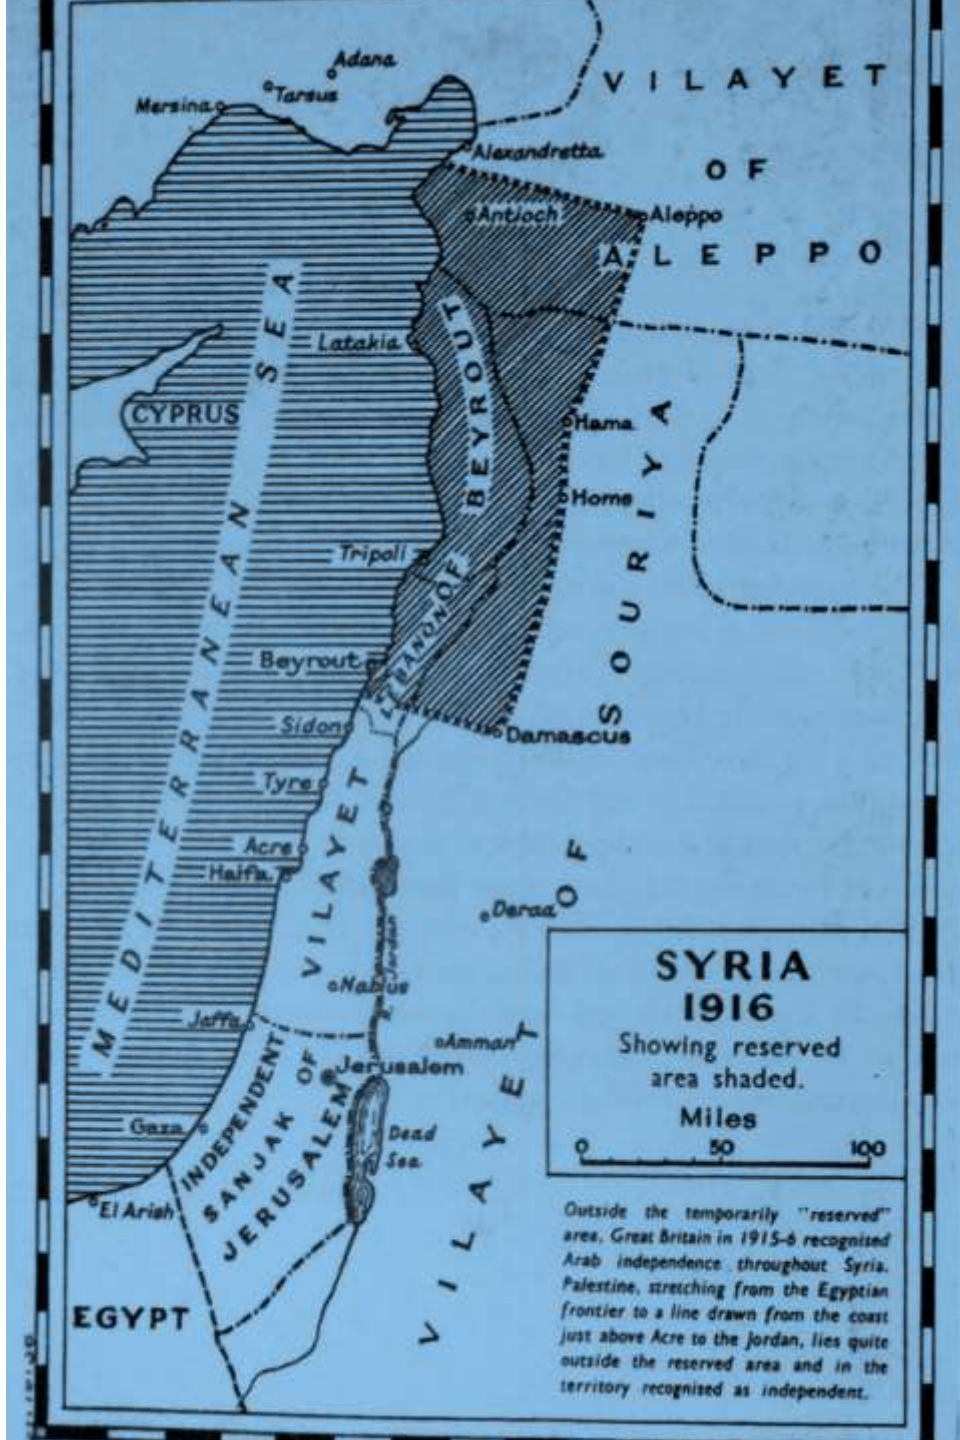 Adana
Tarsus
Mersina
VILAYET
OF
ALEPPO
Alexandretta
Antioch
Aleppo
MEDITERRANEAN SEA
BEYROUT
Latakia
CYPRUS
Hama
Homs
SOURIYA
Tripoli
OF
LEBANON
Beyrout
Sidon
Damascus
Tyre
VILAYET
Acre
Haifa
OF
Deraa
R. Jordan
Nablus
Jaffa
Amman
Jerusalem
INDEPENDENT
SANJAK OF
JERUSALEM
VILAYET
Gaza
Dead
Sea
El Arish
EGYPT
SYRIA
1916
Showing reserved
area shaded.
Miles
0 50 100
Outside the temporarily "reserved"
area, Great Britain in 1915-6 recognised
Arab independence throughout Syria.
Palestine, stretching from the Egyptian
frontier to a line drawn from the coast
just above Acre to the Jordan, lies quite
outside the reserved area and in the
territory recognised as independent.